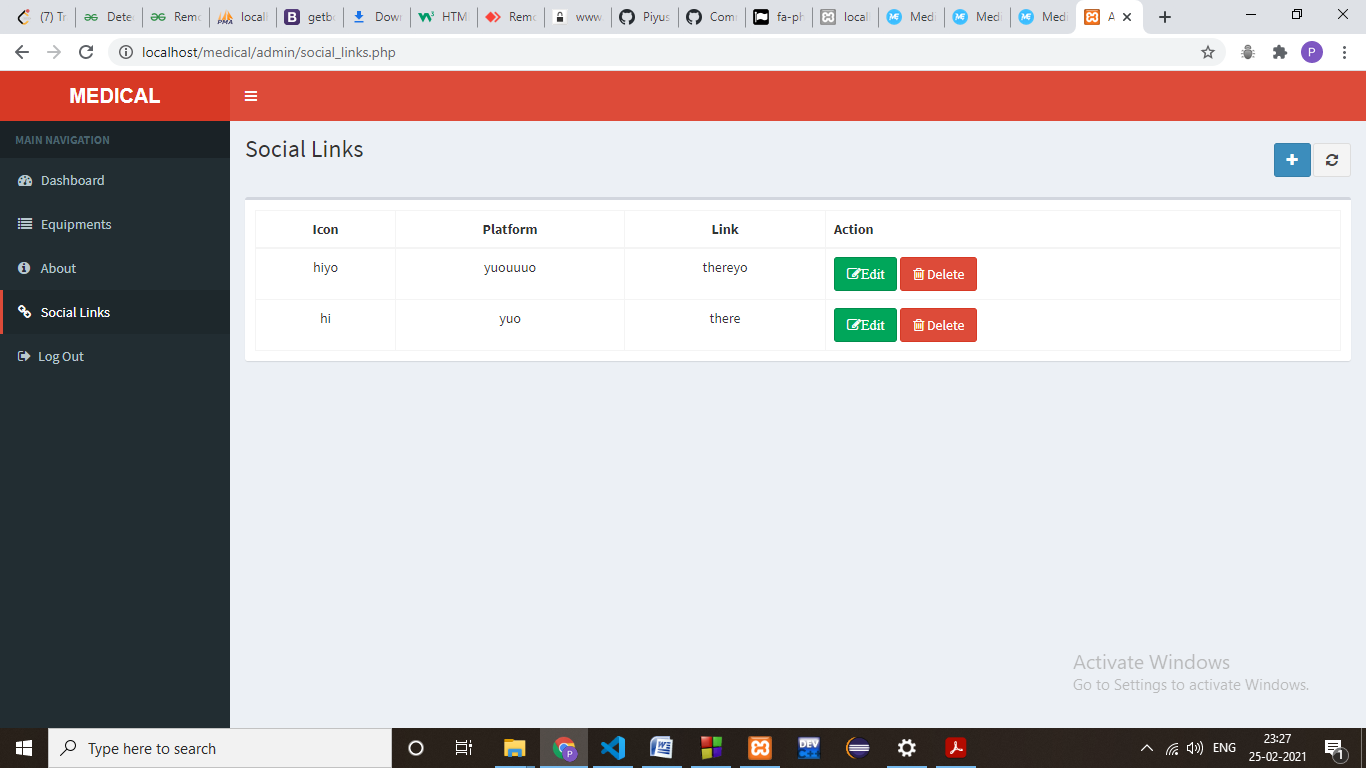 (7) Tr Dete Remo locall getbo Down HTM Remo www Piyus Com fa-ph local Medi Medi Medi A
localhost/medical/admin/social_links.php P
MEDICAL
MAIN NAVIGATION
Dashboard
Equipments
About
Social Links
Log Out
Social Links
Icon Platform Link Action
hiyo yuouuuo thereyo Edit Delete
hi yuo there Edit Delete
Activate Windows
Go to Settings to activate Windows.
Type here to search
ENG
23:27
25-02-2021
1